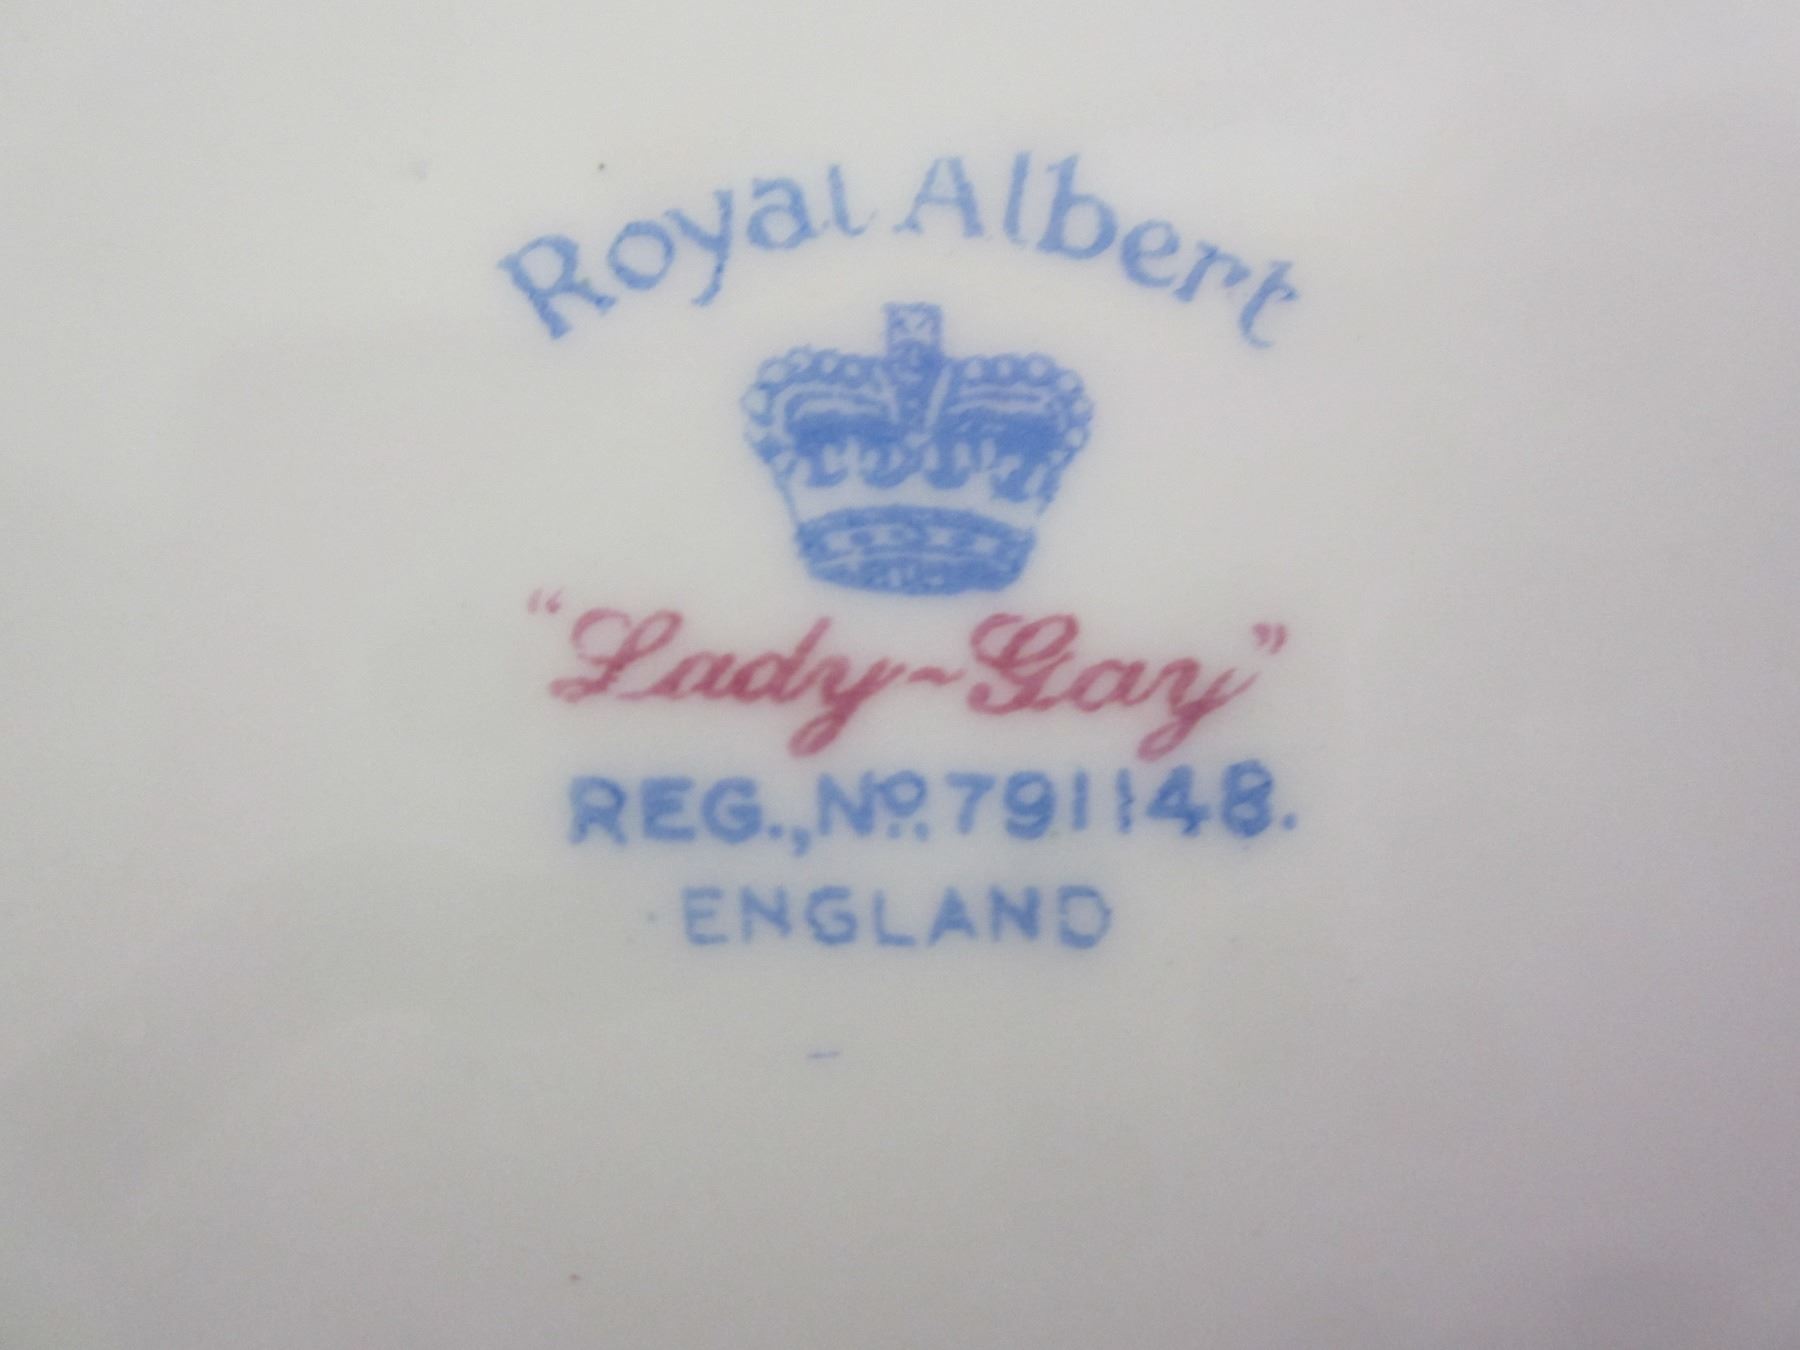 Royal Albert
"Lady~Gay"
REG., Nº. 791148.
ENGLAND